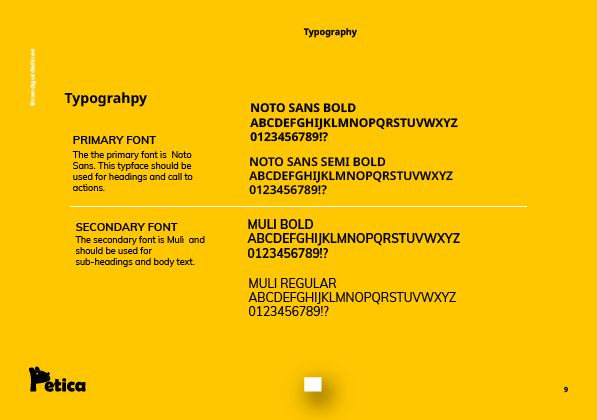 Typography
Brandguidelines
Typograhpy
PRIMARY FONT
The the primary font is Noto
Sans. This typface should be
used for headings and call to
actions.
NOTO SANS BOLD
ABCDEFGHIJKLMNOPQRSTUVWXYZ
0123456789!?
NOTO SANS SEMI BOLD
ABCDEFGHIJKLMNOPQRSTUVWXYZ
0123456789!?
SECONDARY FONT
The secondary font is Muli and
should be used for
sub-headings and body text.
MULI BOLD
ABCDEFGHIJKLMNOPQRSTUVWXYZ
0123456789!?
MULI REGULAR
ABCDEFGHIJKLMNOPQRSTUVWXYZ
0123456789!?
Petica
9